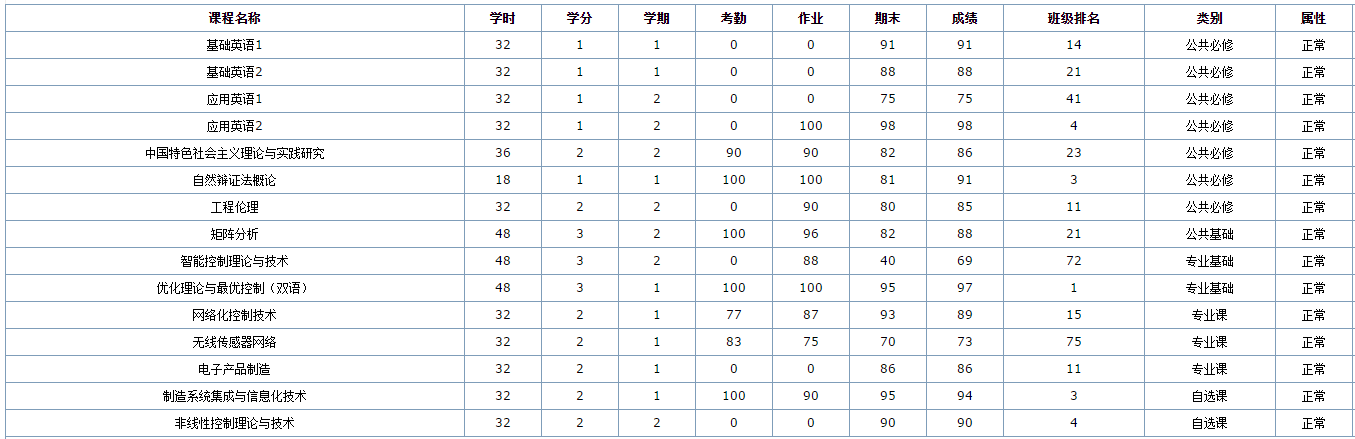 课程名称 学时 学分 学期 考勤 作业 期末 成绩 班级排名 类别 属性
基础英语1 32 1 1 0 0 91 91 14 公共必修 正常
基础英语2 32 1 1 0 0 88 88 21 公共必修 正常
应用英语1 32 1 2 0 0 75 75 41 公共必修 正常
应用英语2 32 1 2 0 100 98 98 4 公共必修 正常
中国特色社会主义理论与实践研究 36 2 2 90 90 82 86 23 公共必修 正常
自然辩证法概论 18 1 1 100 100 81 91 3 公共必修 正常
工程伦理 32 2 2 0 90 80 85 11 公共必修 正常
矩阵分析 48 3 2 100 96 82 88 21 公共基础 正常
智能控制理论与技术 48 3 2 0 88 40 69 72 专业基础 正常
优化理论与最优控制（双语） 48 3 1 100 100 95 97 1 专业基础 正常
网络化控制技术 32 2 1 77 87 93 89 15 专业课 正常
无线传感器网络 32 2 1 83 75 70 73 75 专业课 正常
电子产品制造 32 2 1 0 0 86 86 11 专业课 正常
制造系统集成与信息化技术 32 2 1 100 90 95 94 3 自选课 正常
非线性控制理论与技术 32 2 2 0 0 90 90 4 自选课 正常